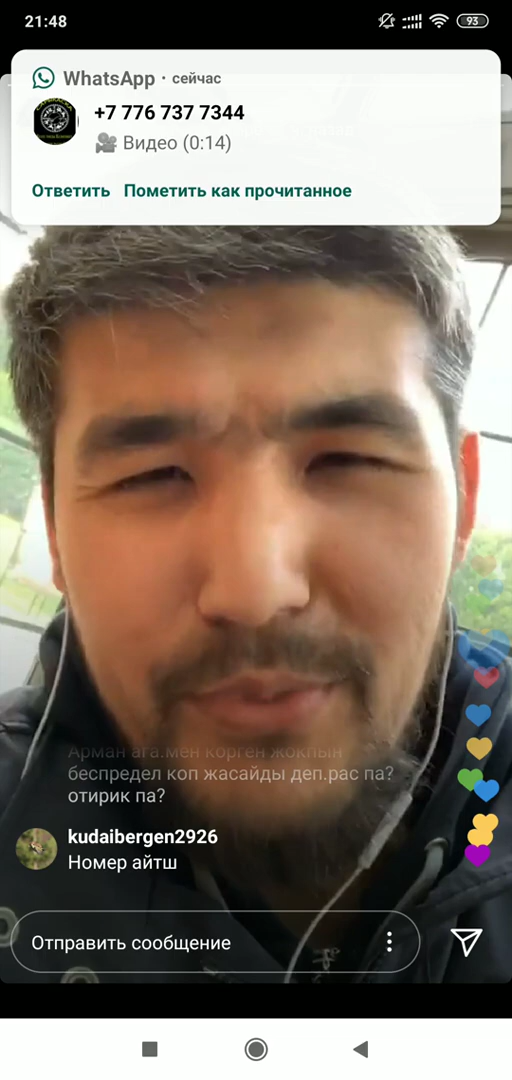 21:48
93
WhatsApp · сейчас
+7 776 737 7344
Видео (0:14)
Ответить Пометить как прочитанное
Арман ага.мен корген жокпын
беспредел коп жасайды деп.рас па?
отирик па?
kudaibergen2926
Номер айтш
Отправить сообщение